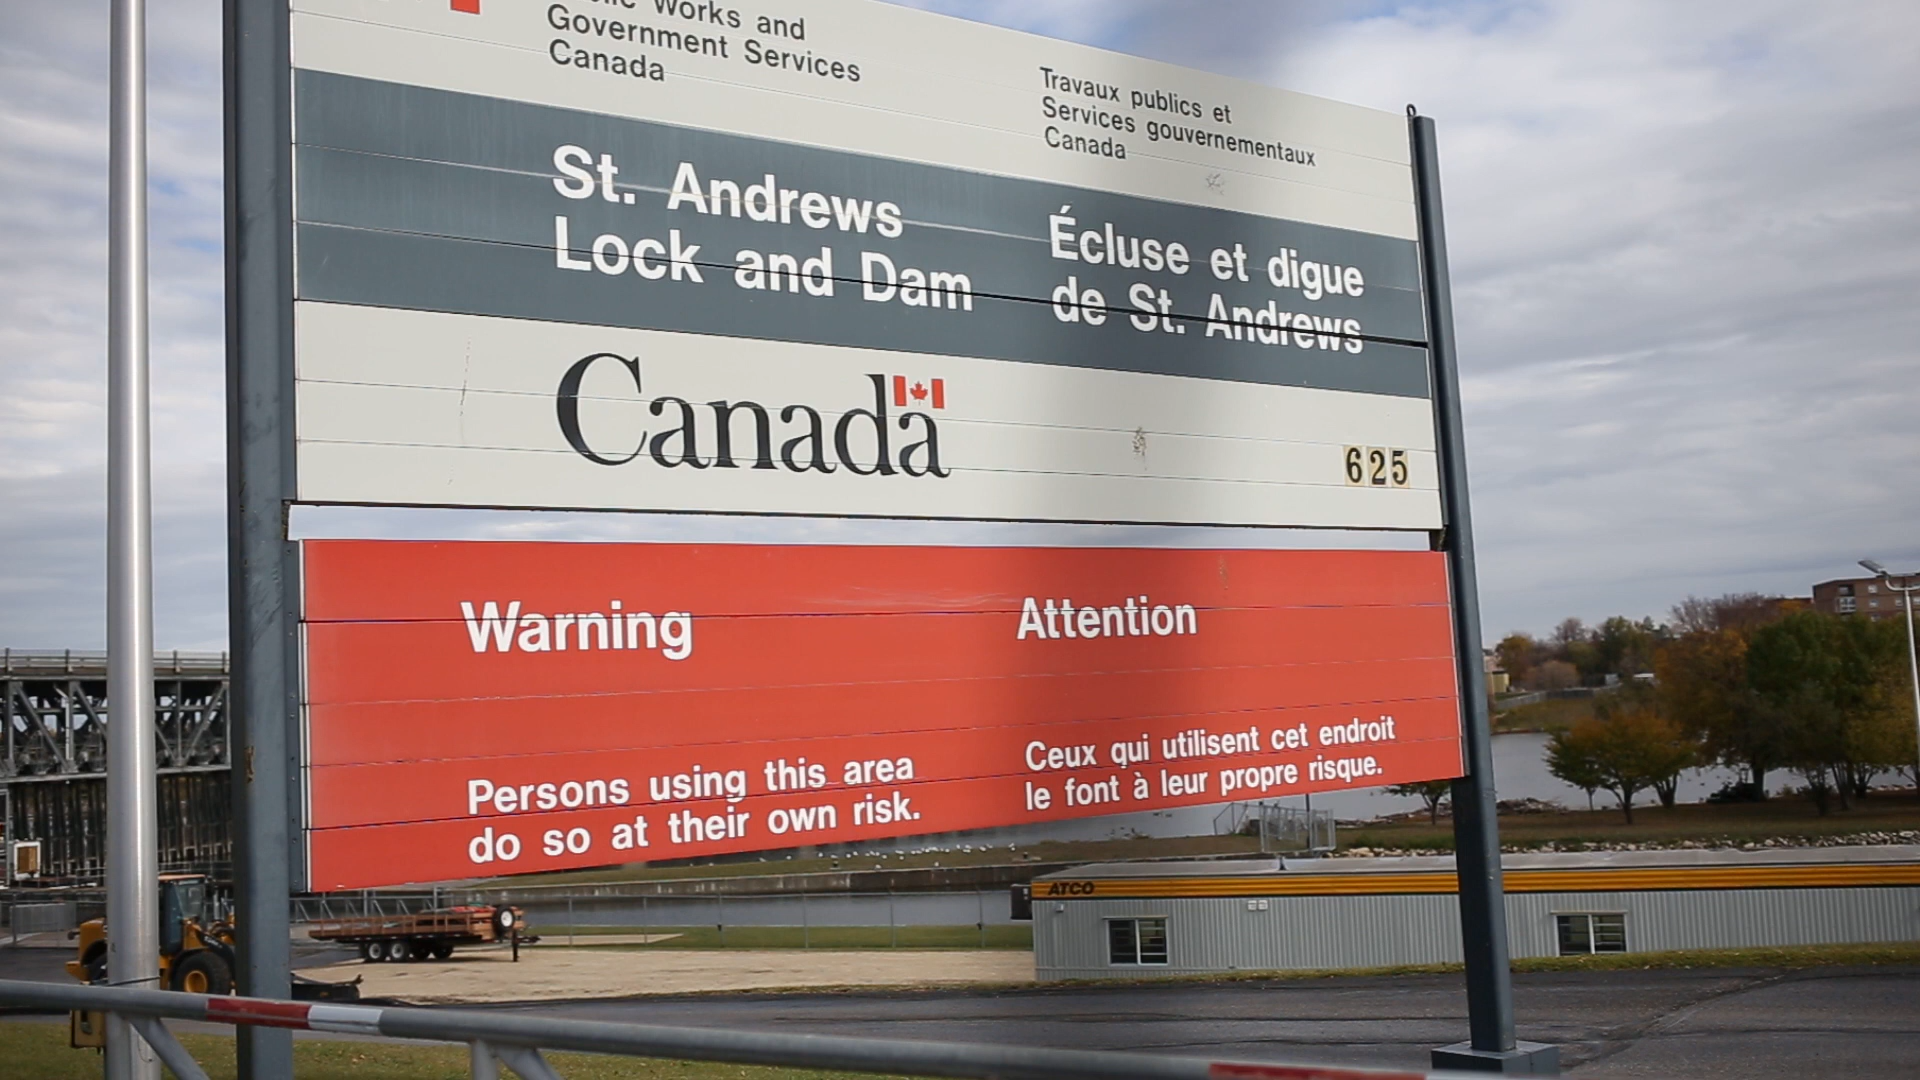 Works and
Government Services
Canada
Travaux publics et
Services gouvernementaux
Canada
St. Andrews
Lock and Dam
Écluse et digue
de St. Andrews
Canada
625
Warning
Attention
Persons using this area
do so at their own risk.
Ceux qui utilisent cet endroit
le font à leur propre risque.
ATCO